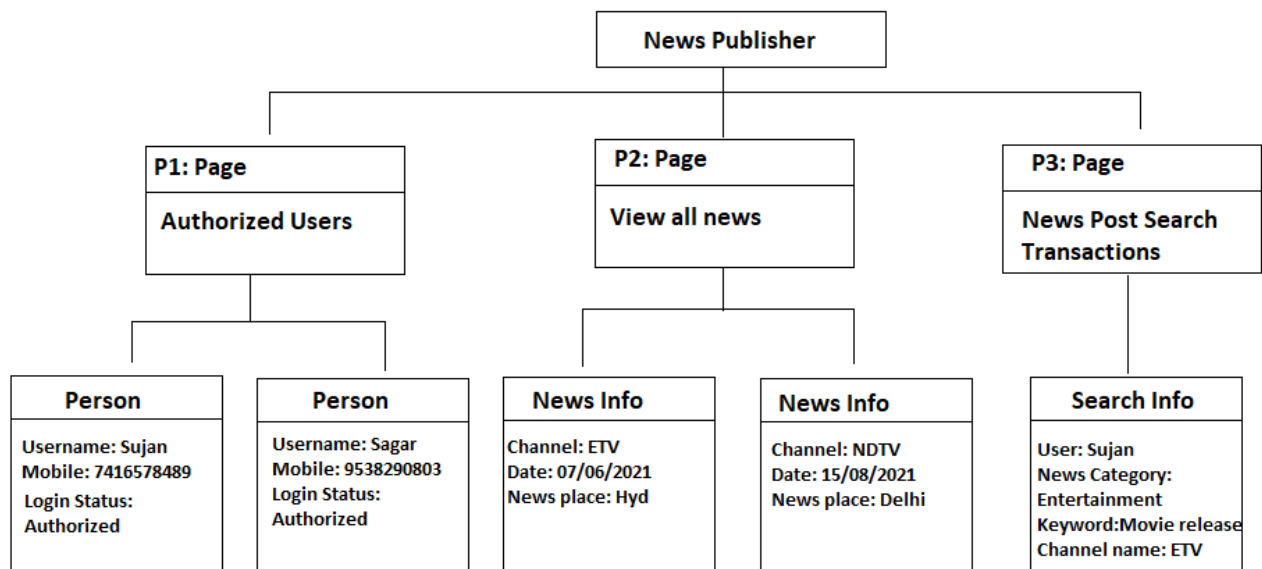 News Publisher
P1: Page
Authorized Users
P2: Page
View all news
P3: Page
News Post Search
Transactions
Person
Username: Sujan
Mobile: 7416578489
Login Status:
Authorized
Person
Username: Sagar
Mobile: 9538290803
Login Status:
Authorized
News Info
Channel: ETV
Date: 07/06/2021
News place: Hyd
News Info
Channel: NDTV
Date: 15/08/2021
News place: Delhi
Search Info
User: Sujan
News Category:
Entertainment
Keyword:Movie release
Channel name: ETV